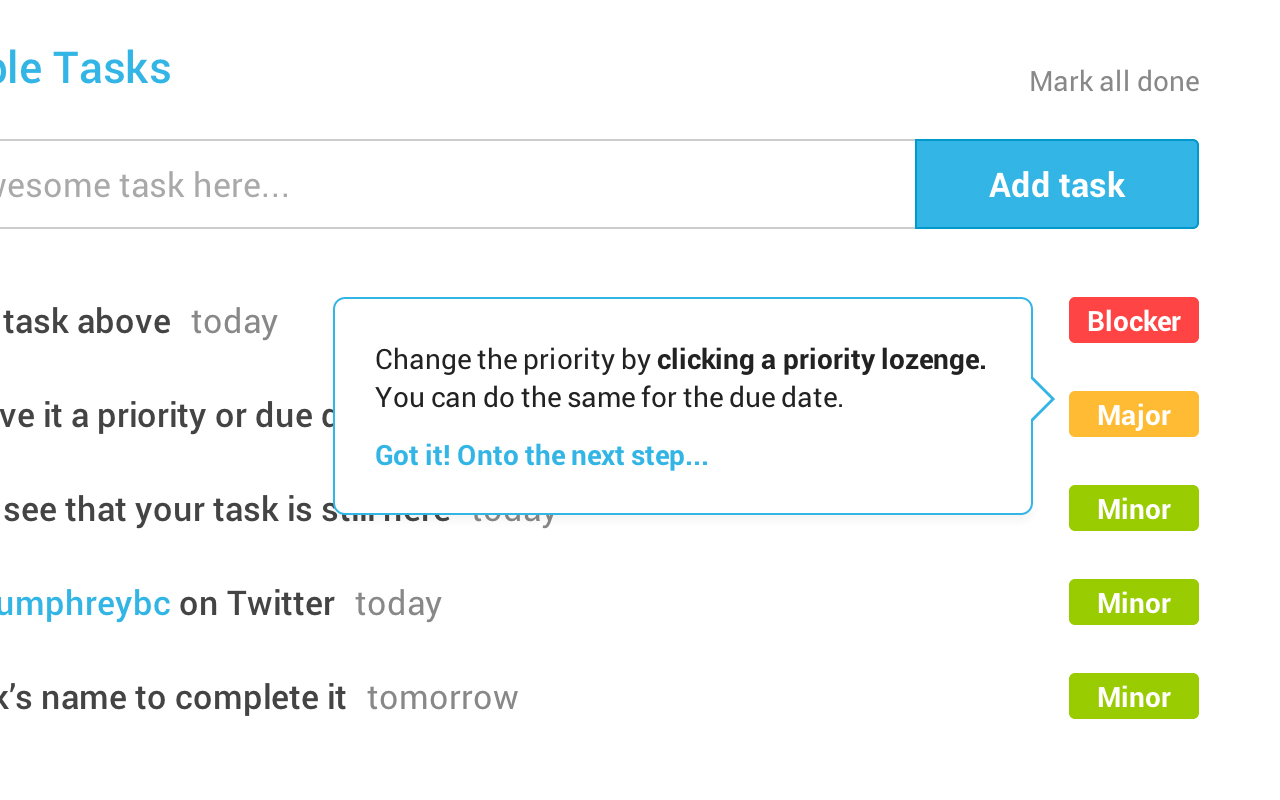 ble Tasks
Mark all done
wesome task here...
Add task
task above today
Blocker
Change the priority by clicking a priority lozenge.
You can do the same for the due date.
Got it! Onto the next step...
ve it a priority or due d
Major
see that your task is still here today
Minor
umphreybc on Twitter today
Minor
k’s name to complete it tomorrow
Minor